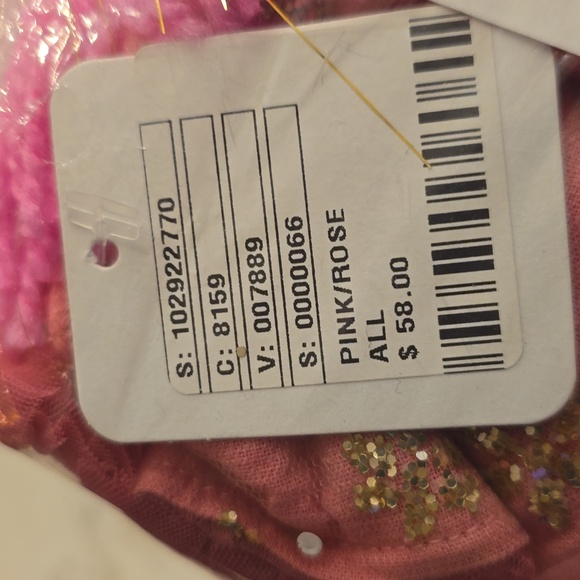 S: 102922770
C: 8159
V: 007889
S: 0000066
PINK/ROSE
ALL
$ 58.00